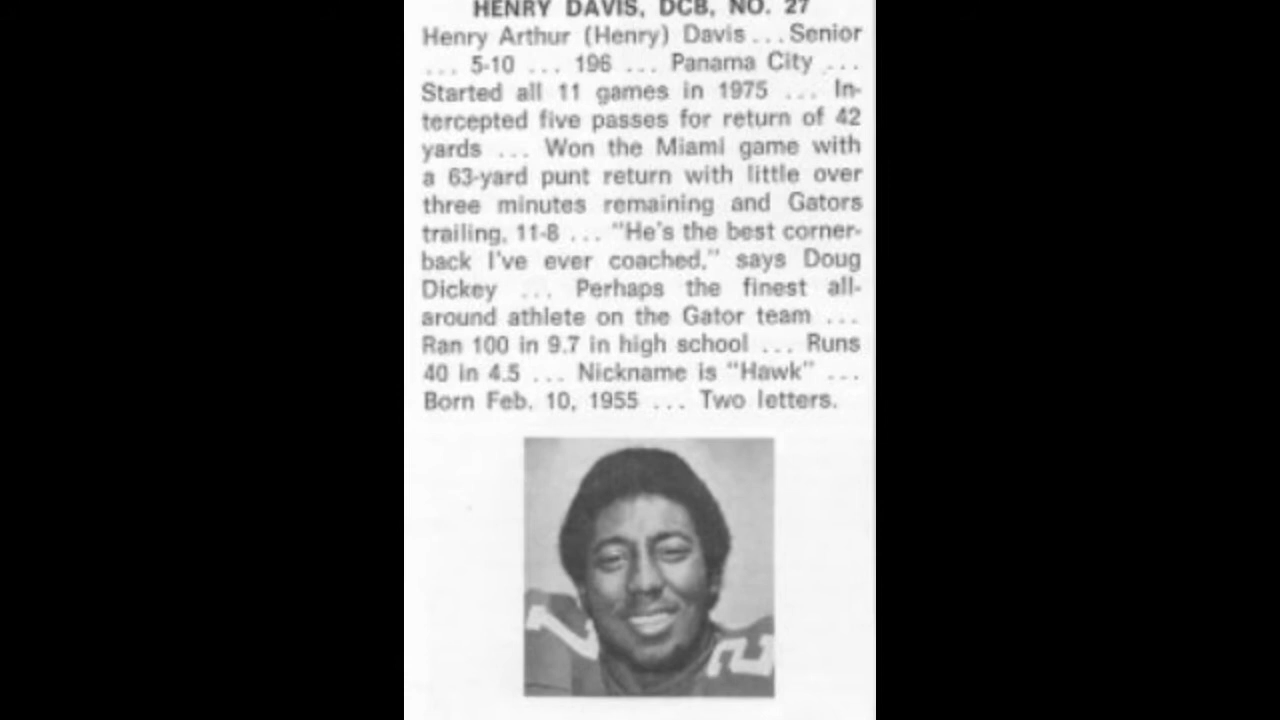 HENRY DAVIS, DCB, NO. 27
Henry Arthur (Henry) Davis ... Senior
... 5-10 ... 196 ... Panama City ...
Started all 11 games in 1975 ... In-
tercepted five passes for return of 42
yards ... Won the Miami game with
a 63-yard punt return with little over
three minutes remaining and Gators
trailing, 11-8 ... "He's the best corner-
back I've ever coached," says Doug
Dickey ... Perhaps the finest all-
around athlete on the Gator team ...
Ran 100 in 9.7 in high school ... Runs
40 in 4.5 ... Nickname is "Hawk" ...
Born Feb. 10, 1955 ... Two letters.
7 2